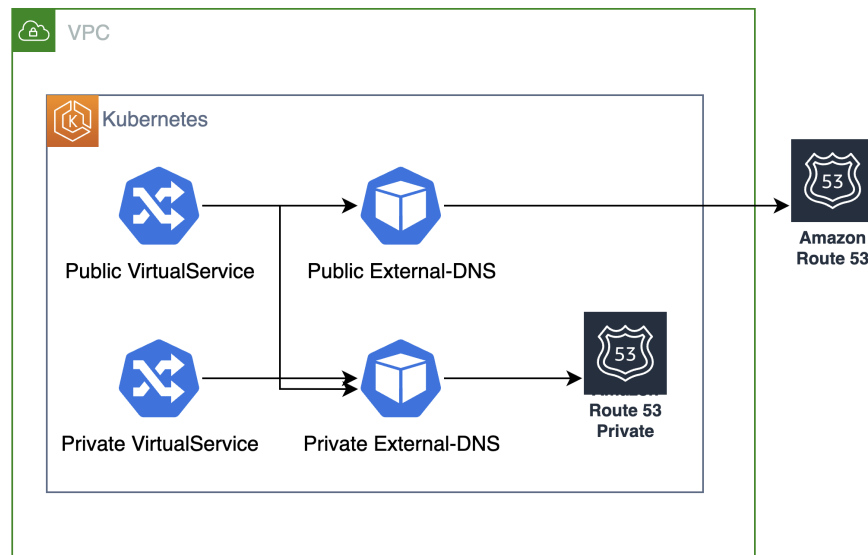 VPC
Kubernetes
K
53
Amazon
Route 53
Public VirtualService
Public External-DNS
53
Amazon
Route 53
Private
Private VirtualService
Private External-DNS